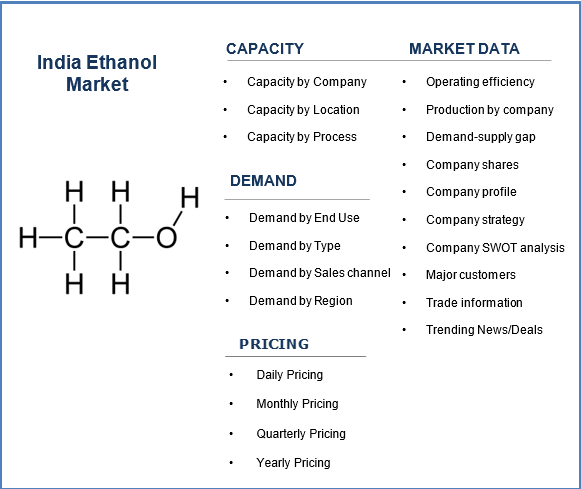 India Ethanol
Market
H H H
H C C O
H H
CAPACITY
• Capacity by Company
• Capacity by Location
• Capacity by Process
DEMAND
• Demand by End Use
• Demand by Type
• Demand by Sales channel
• Demand by Region
PRICING
• Daily Pricing
• Monthly Pricing
• Quarterly Pricing
• Yearly Pricing
MARKET DATA
• Operating efficiency
• Production by company
• Demand-supply gap
• Company shares
• Company profile
• Company strategy
• Company SWOT analysis
• Major customers
• Trade information
• Trending News/Deals